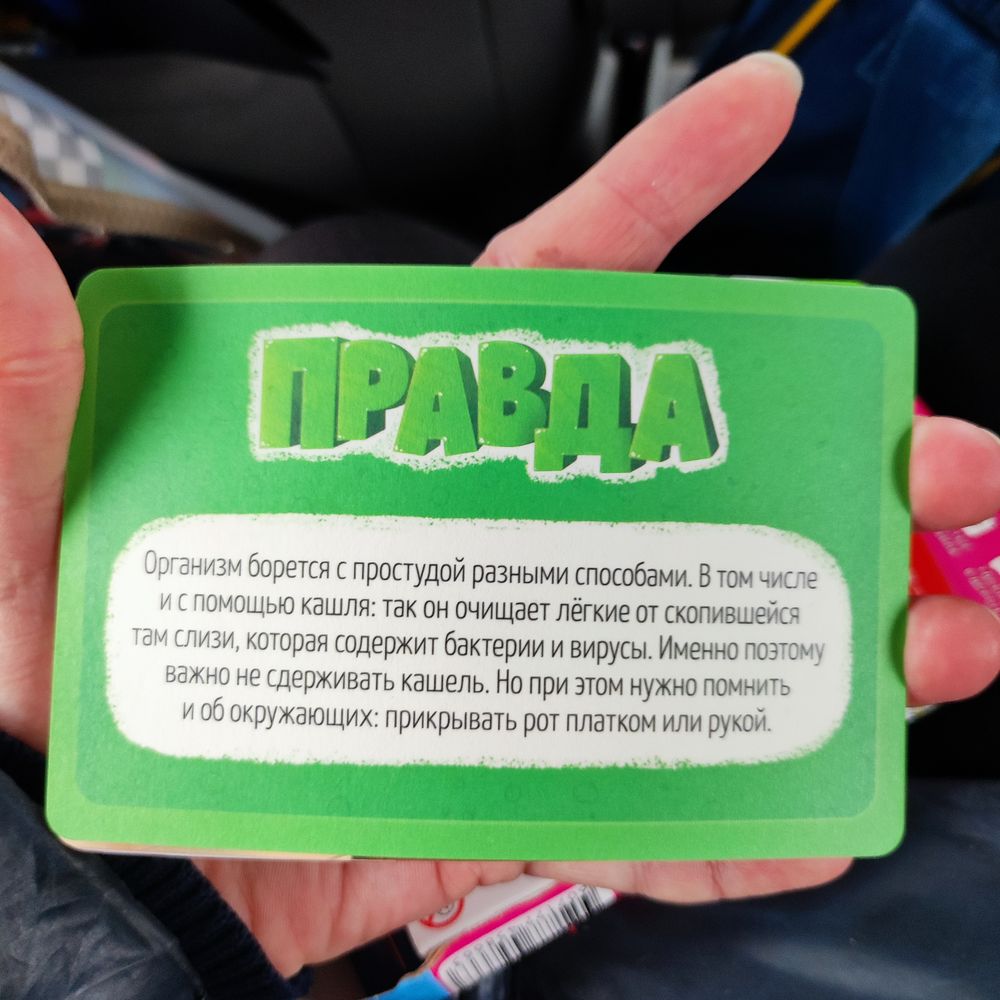 ПРАВДА
Организм борется с простудой разными способами. В том числе
и с помощью кашля: так он очищает лёгкие от скопившейся
там слизи, которая содержит бактерии и вирусы. Именно поэтому
важно не сдерживать кашель. Но при этом нужно помнить
и об окружающих: прикрывать рот платком или рукой.